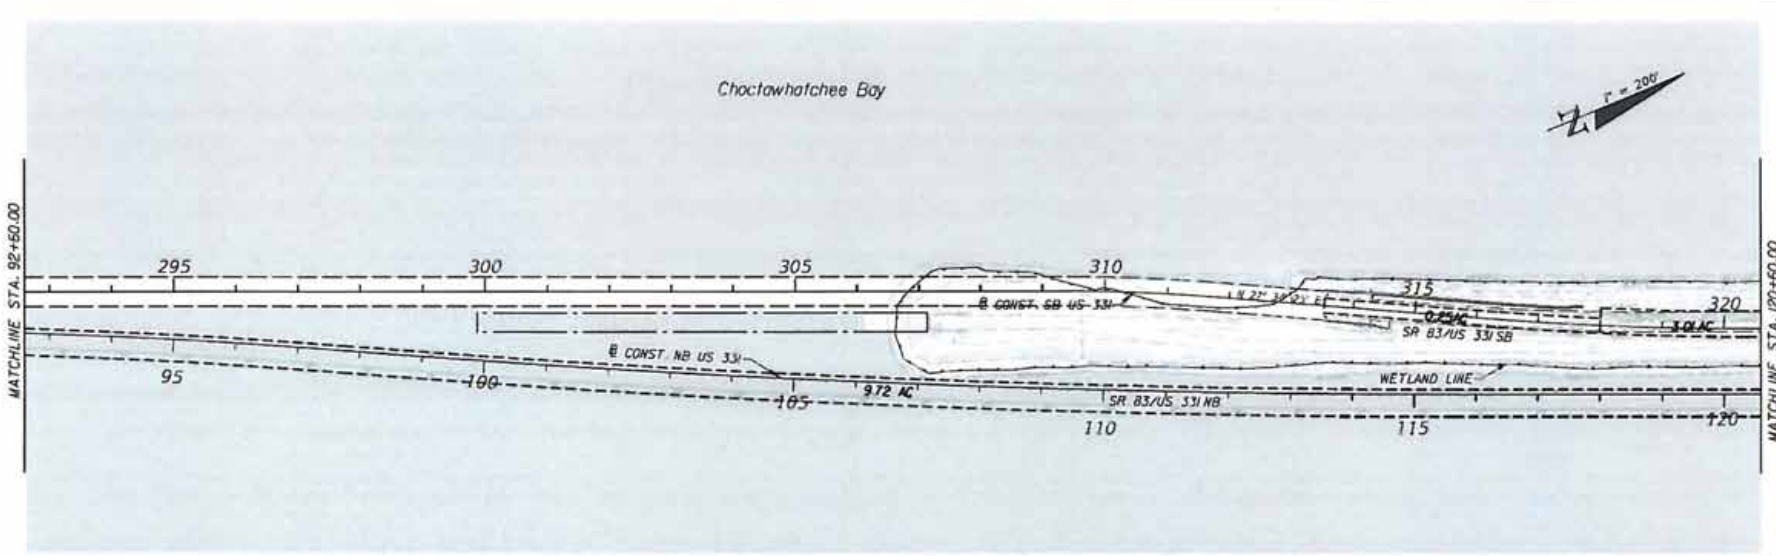 Choctawhatchee Bay
1" = 200'
N
MATCHLINE STA. 92+60.00
295
300
305
310
315
320
℄ CONST. SB US 331
0.25AC
3.01 AC
SR 83/US 331 SB
℄ CONST. NB US 331
WETLAND LINE
9.72 AC
SR 83/US 331 NB
95
100
105
110
115
120
MATCHLINE STA. 120+60.00